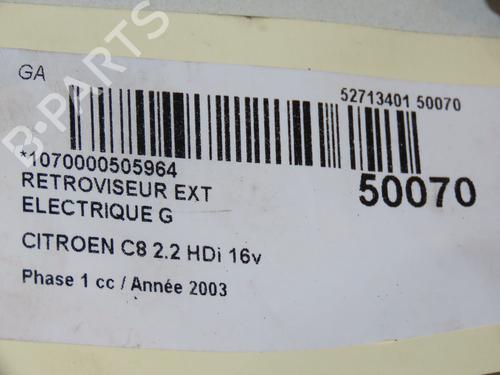 GA
52713401 50070
*1070000505964
50070
RETROVISEUR EXT
ELECTRIQUE G
CITROEN C8 2.2 HDi 16v
Phase 1 cc / Année 2003
B-PARTS